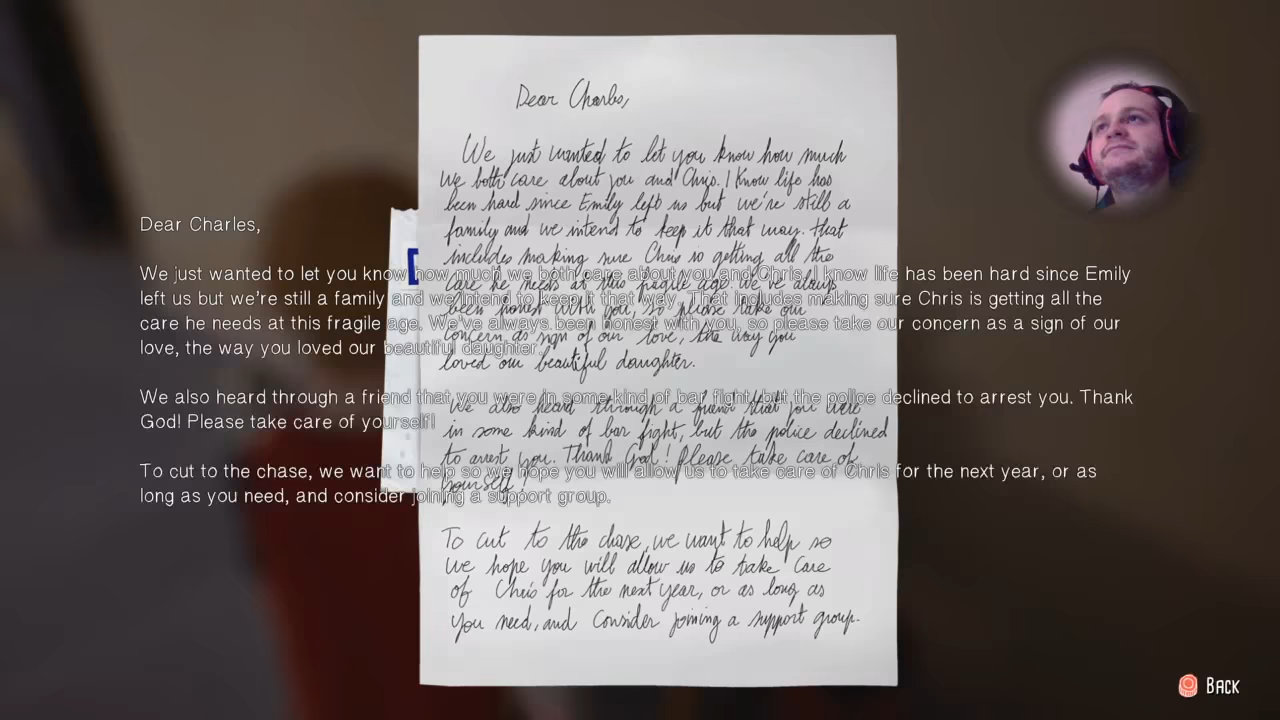 Dear Charles,
We just wanted to let you know how much
we both care about you and Chris. I know life has
been hard since Emily left us but we're still a
family and we intend to keep it that way. That
includes making sure Chris is getting all the
care he needs at this fragile age. We've always
been honest with you, so please take our
concern as sign of our love, the way you
loved our beautiful daughter.
We also heard through a friend that you were
in some kind of bar fight, but the police declined
to arrest you. Thank God! Please take care of
yourself!
To cut to the chase, we want to help so
we hope you will allow us to take care
of Chris for the next year, or as long as
you need, and consider joining a support group.
Dear Charles,
We just wanted to let you know how much we both care about you and Chris. I know life has been hard since Emily
left us but we're still a family and we intend to keep it that way. That includes making sure Chris is getting all the
care he needs at this fragile age. We've always been honest with you, so please take our concern as a sign of our
love, the way you loved our beautiful daughter.
We also heard through a friend that you were in some kind of bar fight, but the police declined to arrest you. Thank
God! Please take care of yourself!
To cut to the chase, we want to help so we hope you will allow us to take care of Chris for the next year, or as
long as you need, and consider joining a support group.
BACK